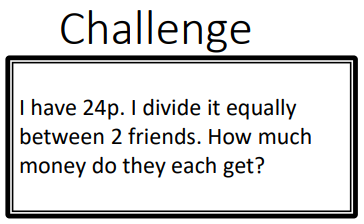 Challenge
I have 24p. I divide it equally
between 2 friends. How much
money do they each get?